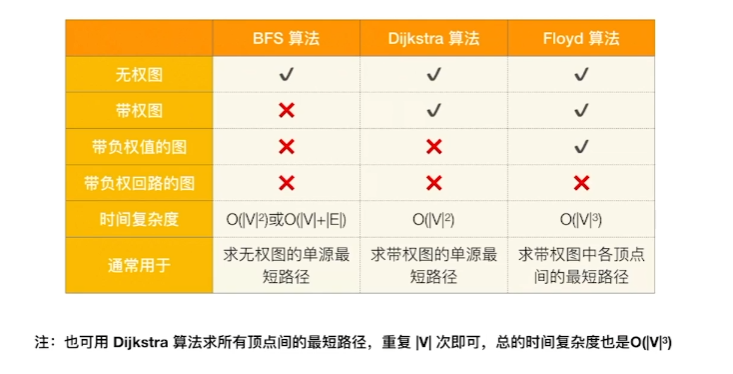 BFS 算法 Dijkstra 算法 Floyd 算法
无权图 ✓ ✓ ✓
带权图 ❌ ✓ ✓
带负权值的图 ❌ ❌ ✓
带负权回路的图 ❌ ❌ ❌
时间复杂度 O(|V|²)或O(|V|+|E|) O(|V|²) O(|V|³)
通常用于 求无权图的单源最短路径 求带权图的单源最短路径 求带权图中各顶点间的最短路径
注：也可用 Dijkstra 算法求所有顶点间的最短路径，重复 |V| 次即可，总的时间复杂度也是O(|V|³)